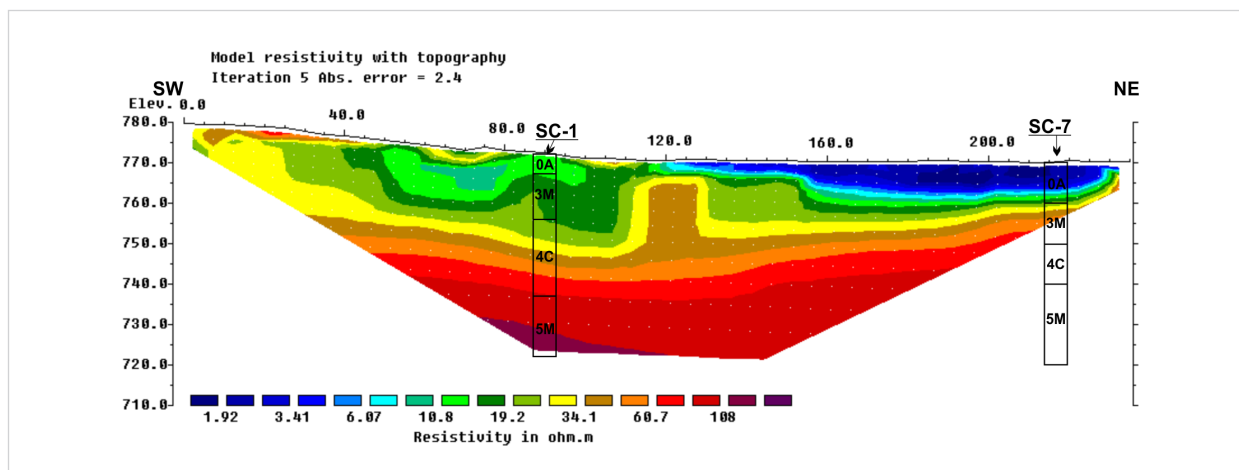 Model resistivity with topography
Iteration 5 Abs. error = 2.4
SW
NE
Elev. 0.0
40.0
80.0
SC-1
120.0
160.0
200.0
SC-7
780.0
770.0
760.0
750.0
740.0
730.0
720.0
710.0
0A
3M
4C
5M
0A
3M
4C
5M
1.92 3.41 6.07 10.8 19.2 34.1 60.7 108
Resistivity in ohm.m